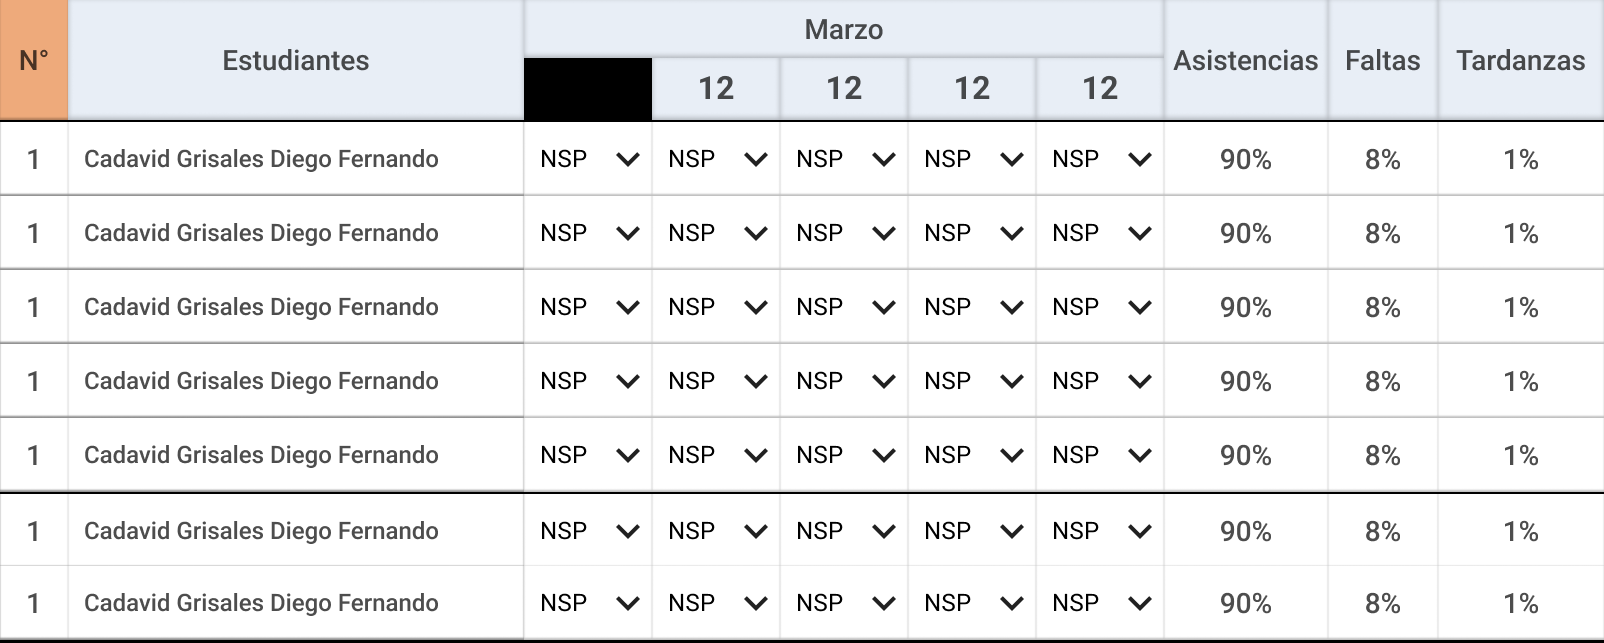 N° Estudiantes Marzo Asistencias Faltas Tardanzas
12 12 12 12
1 Cadavid Grisales Diego Fernando NSP NSP NSP NSP NSP 90% 8% 1%
1 Cadavid Grisales Diego Fernando NSP NSP NSP NSP NSP 90% 8% 1%
1 Cadavid Grisales Diego Fernando NSP NSP NSP NSP NSP 90% 8% 1%
1 Cadavid Grisales Diego Fernando NSP NSP NSP NSP NSP 90% 8% 1%
1 Cadavid Grisales Diego Fernando NSP NSP NSP NSP NSP 90% 8% 1%
1 Cadavid Grisales Diego Fernando NSP NSP NSP NSP NSP 90% 8% 1%
1 Cadavid Grisales Diego Fernando NSP NSP NSP NSP NSP 90% 8% 1%